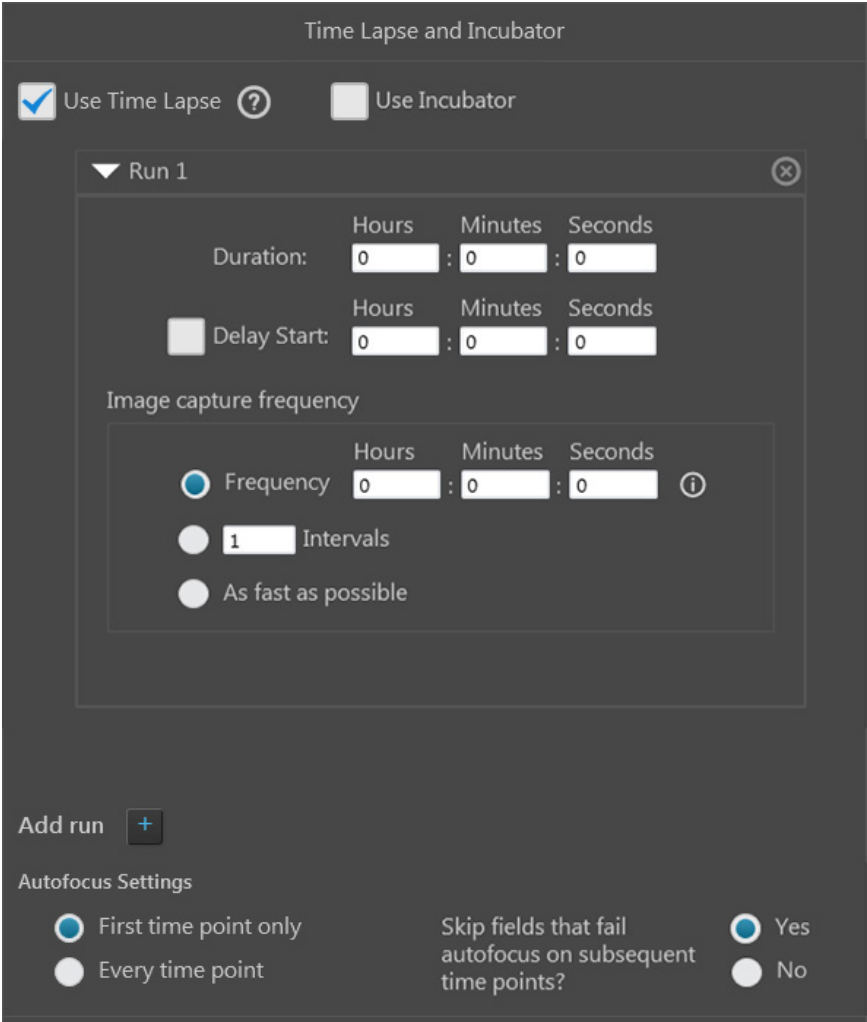 Time Lapse and Incubator
Use Time Lapse ? Use Incubator
Run 1
Hours Minutes Seconds
Duration: 0 : 0 : 0
Hours Minutes Seconds
Delay Start: 0 : 0 : 0
Image capture frequency
Hours Minutes Seconds
Frequency 0 : 0 : 0 i
1 Intervals
As fast as possible
Add run +
Autofocus Settings
First time point only
Every time point
Skip fields that fail
autofocus on subsequent
time points?
Yes
No